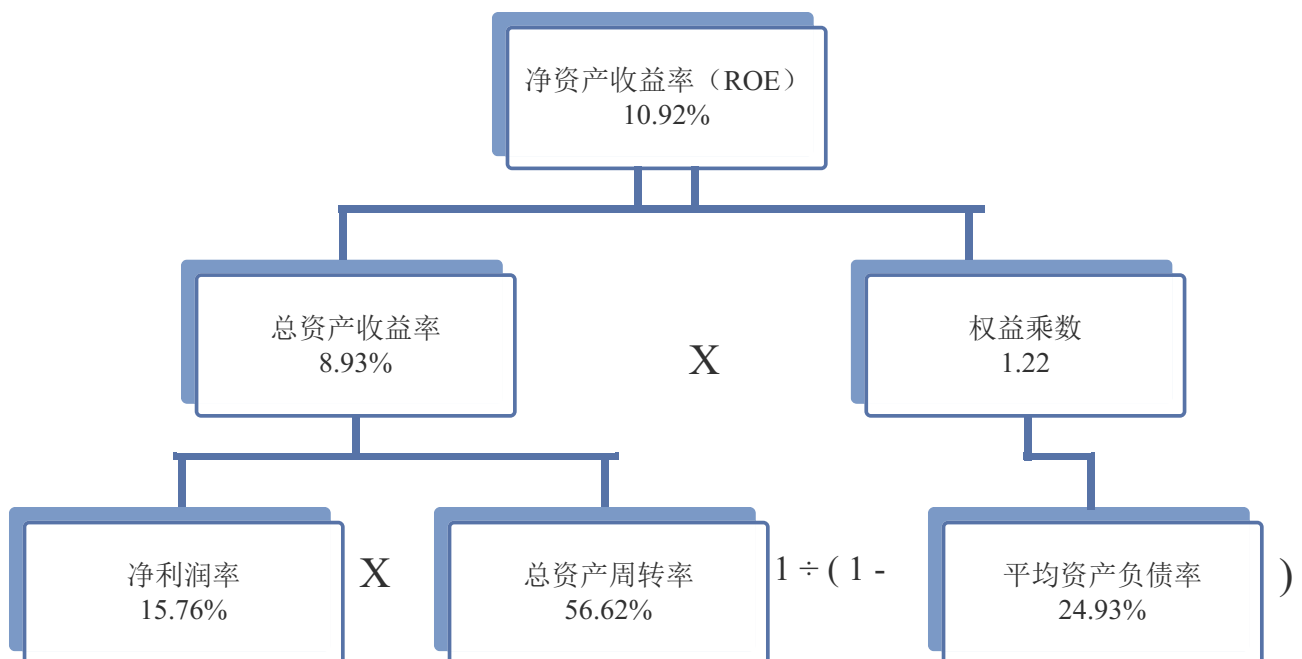 净资产收益率（ROE）
10.92%
总资产收益率
8.93%
X
权益乘数
1.22
净利润率
15.76%
X
总资产周转率
56.62%
1 ÷ ( 1 -
平均资产负债率
24.93%
)